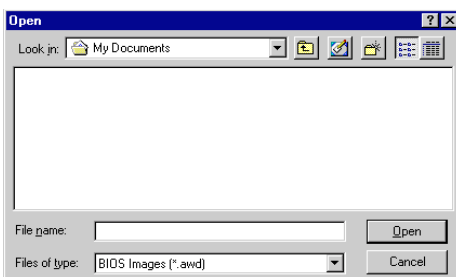 Open
Look in: My Documents
File name: Open
Files of type: BIOS Images (*.awd) Cancel